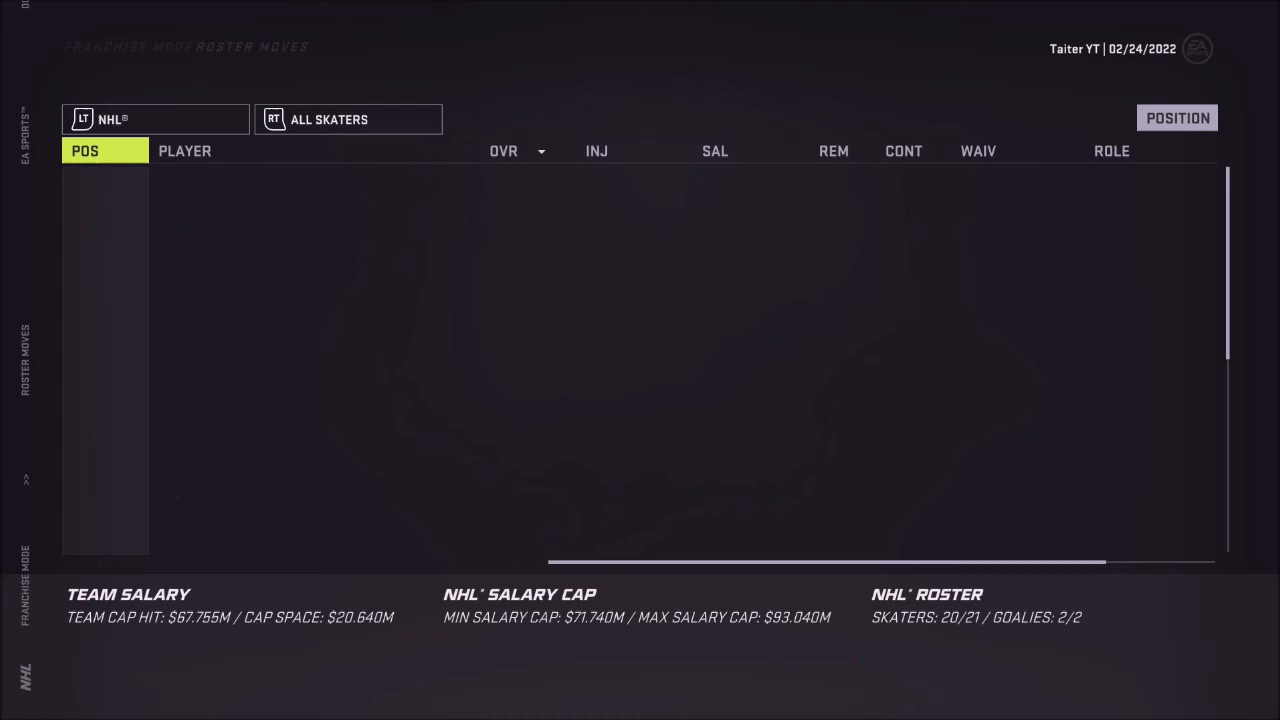 FRANCHISE MODE ROSTER MOVES
Taiter YT | 02/24/2022
EA SPORTS
LT NHL®
RT ALL SKATERS
POSITION
POS PLAYER OVR INJ SAL REM CONT WAIV ROLE
EA SPORTS™
ROSTER MOVES
>>
FRANCHISE MODE
NHL
TEAM SALARY
TEAM CAP HIT: $67.755M / CAP SPACE: $20.640M
NHL® SALARY CAP
MIN SALARY CAP: $71.740M / MAX SALARY CAP: $93.040M
NHL® ROSTER
SKATERS: 20/21 / GOALIES: 2/2